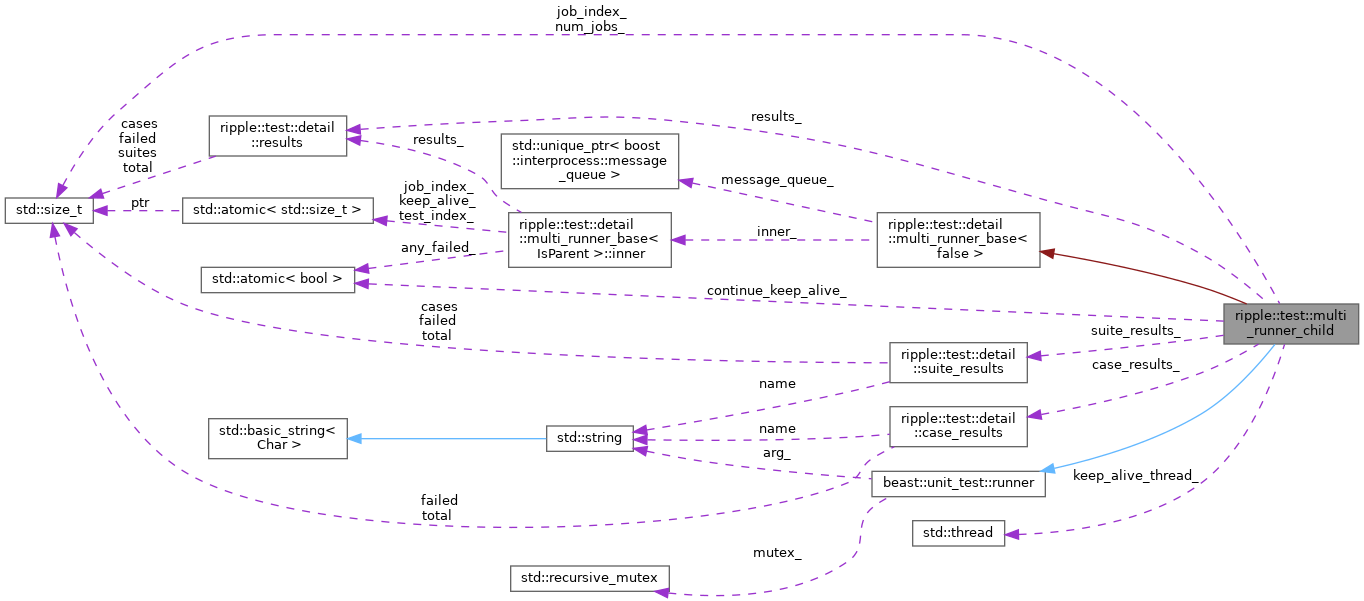 job_index_
num_jobs_
cases
failed
suites
total
ripple::test::detail
::results
results_
results_
std::unique_ptr< boost
::interprocess::message
_queue >
message_queue_
std::size_t
ptr
std::atomic< std::size_t >
job_index_
keep_alive_
test_index_
ripple::test::detail
::multi_runner_base<
IsParent >::inner
inner_
ripple::test::detail
::multi_runner_base<
false >
any_failed_
std::atomic< bool >
continue_keep_alive_
cases
failed
total
ripple::test::multi
_runner_child
suite_results_
ripple::test::detail
::suite_results
case_results_
name
ripple::test::detail
::case_results
std::basic_string<
Char >
std::string
name
arg_
beast::unit_test::runner
keep_alive_thread_
failed
total
std::thread
mutex_
std::recursive_mutex